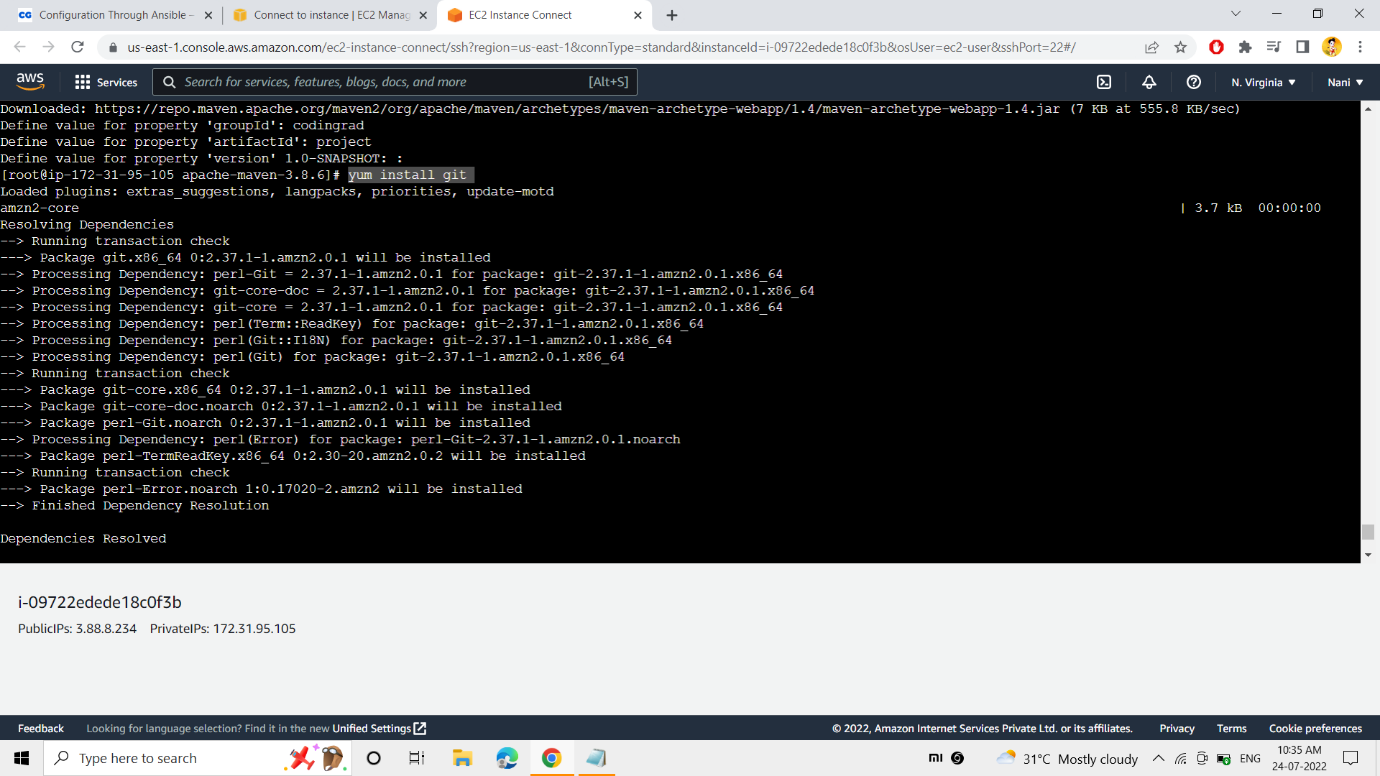 CG Configuration Through Ansible –
Connect to instance | EC2 Manag
EC2 Instance Connect
us-east-1.console.aws.amazon.com/ec2-instance-connect/ssh?region=us-east-1&connType=standard&instanceId=i-09722edede18c0f3b&osUser=ec2-user&sshPort=22#/
aws Services Search for services, features, blogs, docs, and more [Alt+S] N. Virginia Nani
Downloaded: https://repo.maven.apache.org/maven2/org/apache/maven/archetypes/maven-archetype-webapp/1.4/maven-archetype-webapp-1.4.jar (7 KB at 555.8 KB/sec)
Define value for property 'groupId': codingrad
Define value for property 'artifactId': project
Define value for property 'version' 1.0-SNAPSHOT: :
[root@ip-172-31-95-105 apache-maven-3.8.6]# yum install git
Loaded plugins: extras_suggestions, langpacks, priorities, update-motd
amzn2-core | 3.7 kB 00:00:00
Resolving Dependencies
--> Running transaction check
---> Package git.x86_64 0:2.37.1-1.amzn2.0.1 will be installed
--> Processing Dependency: perl-Git = 2.37.1-1.amzn2.0.1 for package: git-2.37.1-1.amzn2.0.1.x86_64
--> Processing Dependency: git-core-doc = 2.37.1-1.amzn2.0.1 for package: git-2.37.1-1.amzn2.0.1.x86_64
--> Processing Dependency: git-core = 2.37.1-1.amzn2.0.1 for package: git-2.37.1-1.amzn2.0.1.x86_64
--> Processing Dependency: perl(Term::ReadKey) for package: git-2.37.1-1.amzn2.0.1.x86_64
--> Processing Dependency: perl(Git::I18N) for package: git-2.37.1-1.amzn2.0.1.x86_64
--> Processing Dependency: perl(Git) for package: git-2.37.1-1.amzn2.0.1.x86_64
--> Running transaction check
---> Package git-core.x86_64 0:2.37.1-1.amzn2.0.1 will be installed
---> Package git-core-doc.noarch 0:2.37.1-1.amzn2.0.1 will be installed
---> Package perl-Git.noarch 0:2.37.1-1.amzn2.0.1 will be installed
--> Processing Dependency: perl(Error) for package: perl-Git-2.37.1-1.amzn2.0.1.noarch
---> Package perl-TermReadKey.x86_64 0:2.30-20.amzn2.0.2 will be installed
--> Running transaction check
---> Package perl-Error.noarch 1:0.17020-2.amzn2 will be installed
--> Finished Dependency Resolution
Dependencies Resolved
i-09722edede18c0f3b
PublicIPs: 3.88.8.234 PrivateIPs: 172.31.95.105
Feedback Looking for language selection? Find it in the new Unified Settings © 2022, Amazon Internet Services Private Ltd. or its affiliates. Privacy Terms Cookie preferences
Type here to search mi 31°C Mostly cloudy ENG 10:35 AM
24-07-2022